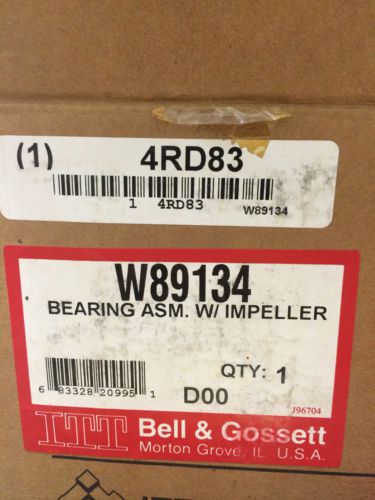 (1) 4RD83
1 4RD83
W89134
W89134
BEARING ASM. W/ IMPELLER
6 83328 20995 1
QTY: 1
D00
J96704
ITT Bell & Gossett
Morton Grove, IL U.S.A.